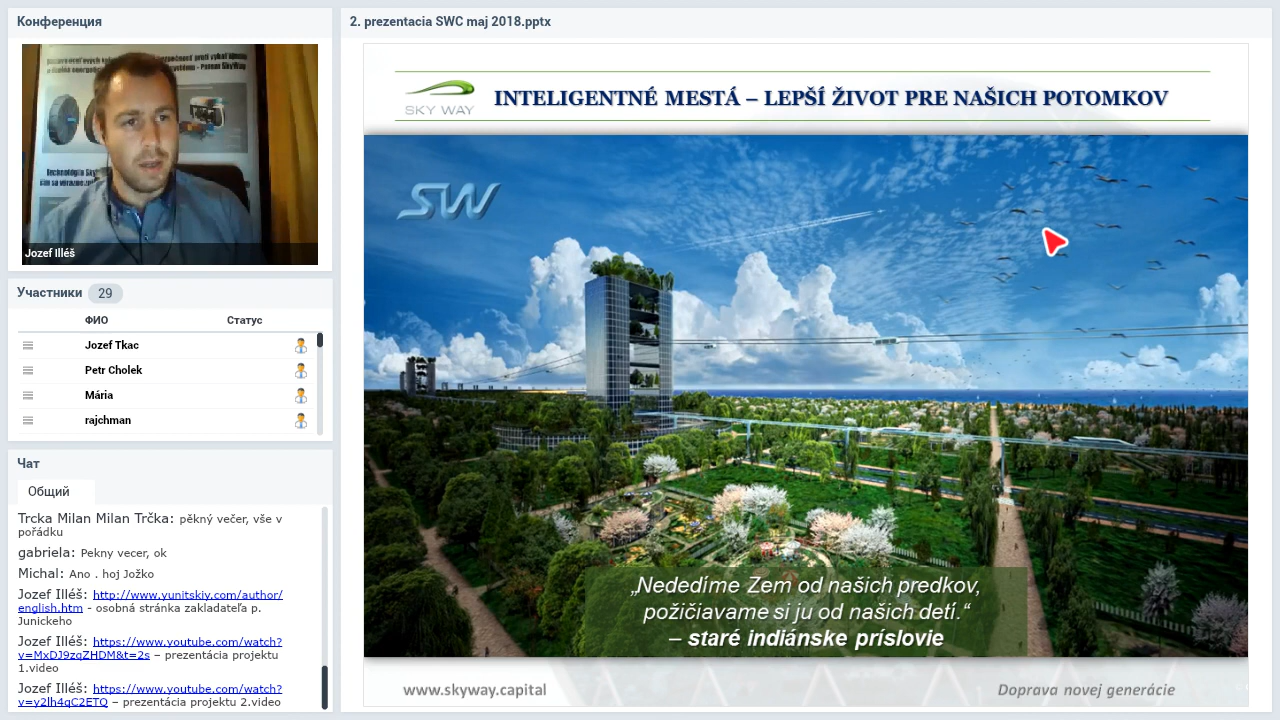 Конференция
Jozef Illéš
Участники 29
ФИО Статус
Jozef Tkac
Petr Cholek
Mária
rajchman
Чат
Общий
Trcka Milan Milan Trčka: pěkný večer, vše v
pořádku
gabriela: Pekny vecer, ok
Michal: Ano . hoj Jožko
Jozef Illéš: http://www.yunitskiy.com/author/
english.htm - osobná stránka zakladateľa p.
Junickeho
Jozef Illéš: https://www.youtube.com/watch?
v=MxDJ9zqZHDM&t=2s – prezentácia projektu
1.video
Jozef Illéš: https://www.youtube.com/watch?
v=y2lh4qC2ETQ – prezentácia projektu 2.video
2. prezentacia SWC maj 2018.pptx
SKY WAY
INTELIGENTNÉ MESTÁ – LEPŠÍ ŽIVOT PRE NAŠICH POTOMKOV
SW
„Nededíme Zem od našich predkov,
požičiavame si ju od našich detí.“
– staré indiánske príslovie
www.skyway.capital
Doprava novej generácie